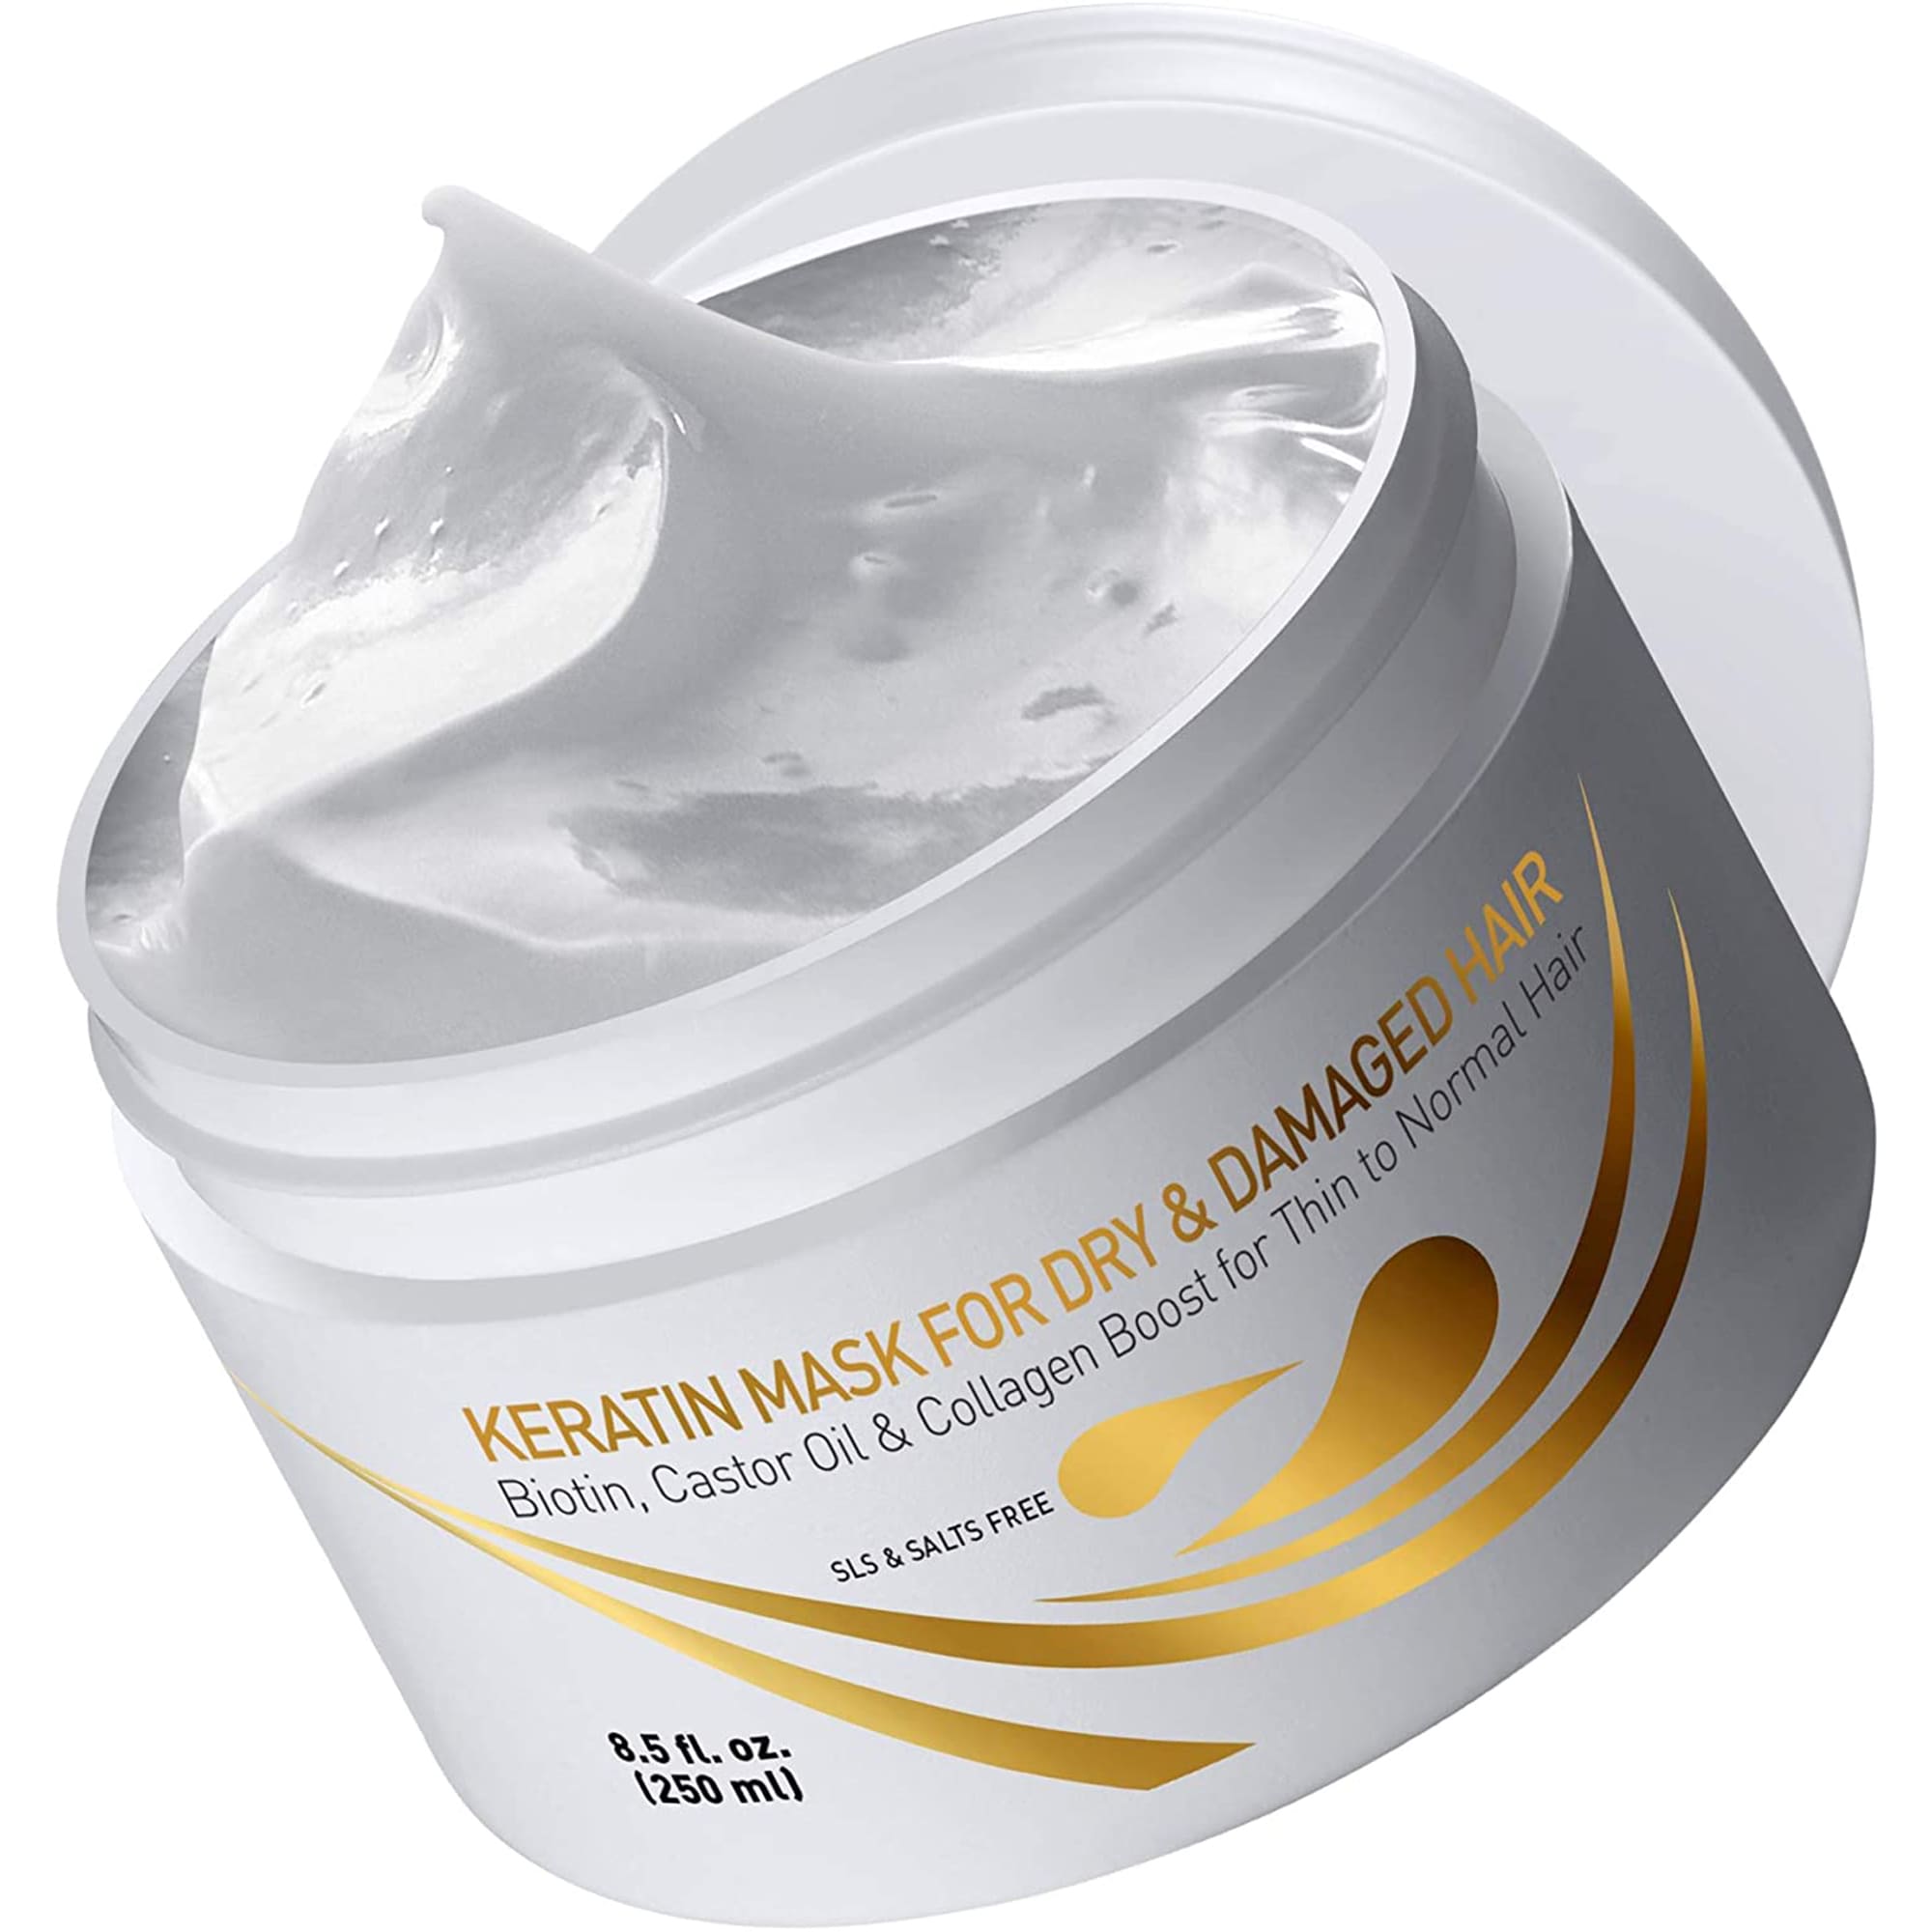 KERATIN MASK FOR DRY & DAMAGED HAIR
Biotin, Castor Oil & Collagen Boost for Thin to Normal Hair
SLS & SALTS FREE
8.5 fl. oz.
(250 ml)